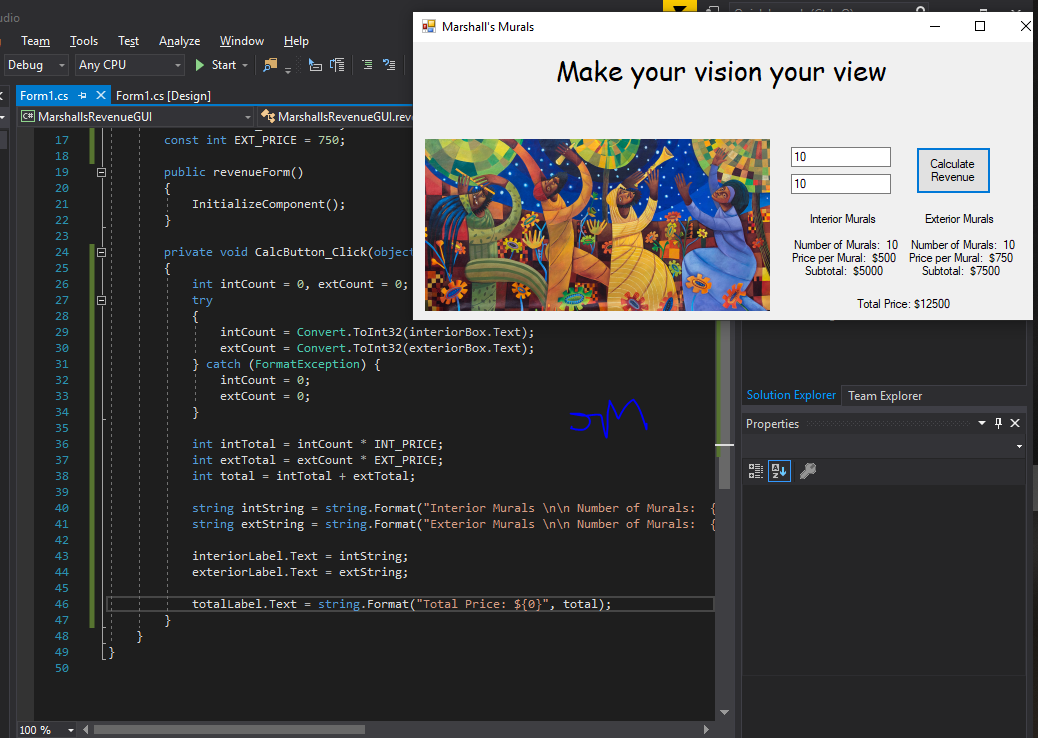 udio
Team Tools Test Analyze Window Help
Debug Any CPU Start
Form1.cs Form1.cs [Design]
C# MarshallsRevenueGUI MarshallsRevenueGUI.reve
17 const int EXT_PRICE = 750;
18
19 public revenueForm()
20 {
21 InitializeComponent();
22 }
23
24 private void CalcButton_Click(object
25 {
26 int intCount = 0, extCount = 0;
27 try
28 {
29 intCount = Convert.ToInt32(interiorBox.Text);
30 extCount = Convert.ToInt32(exteriorBox.Text);
31 } catch (FormatException) {
32 intCount = 0;
33 extCount = 0;
34 }
35
36 int intTotal = intCount * INT_PRICE;
37 int extTotal = extCount * EXT_PRICE;
38 int total = intTotal + extTotal;
39
40 string intString = string.Format("Interior Murals \n\n Number of Murals: {
41 string extString = string.Format("Exterior Murals \n\n Number of Murals: {
42
43 interiorLabel.Text = intString;
44 exteriorLabel.Text = extString;
45
46 totalLabel.Text = string.Format("Total Price: ${0}", total);
47 }
48 }
49 }
50
100 %
Marshall's Murals
Make your vision your view
10
10
Calculate
Revenue
Interior Murals Exterior Murals
Number of Murals: 10 Number of Murals: 10
Price per Mural: $500 Price per Mural: $750
Subtotal: $5000 Subtotal: $7500
Total Price: $12500
JM
Solution Explorer Team Explorer
Properties